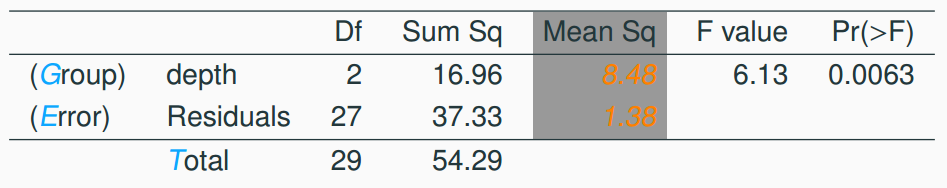 Df Sum Sq Mean Sq F value Pr(>F)
(Group) depth 2 16.96 8.48 6.13 0.0063
(Error) Residuals 27 37.33 1.38
Total 29 54.29